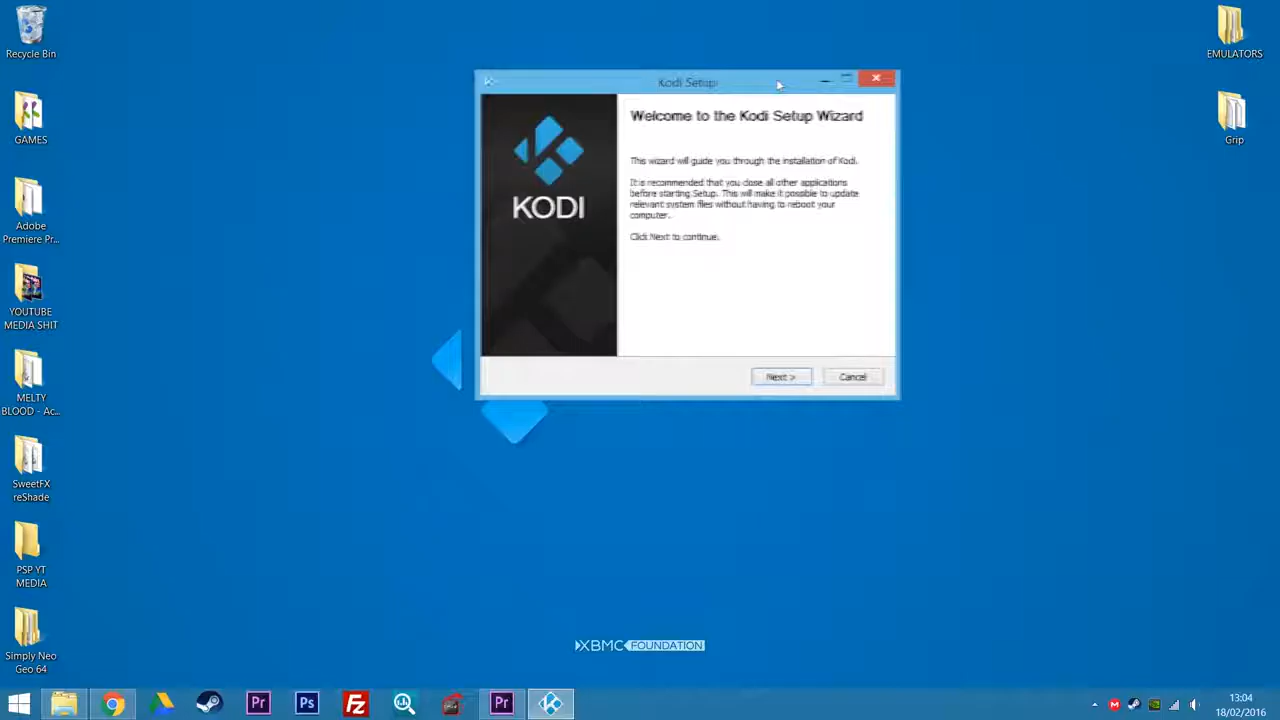 Recycle Bin
GAMES
Adobe
Premiere Pr...
YOUTUBE
MEDIA SHIT
MELTY
BLOOD - Ac...
SweetFX
reShade
PSP YT
MEDIA
Simply Neo
Geo 64
EMULATORS
Grip
Kodi Setup
KODI
Welcome to the Kodi Setup Wizard
This wizard will guide you through the installation of Kodi.
It is recommended that you close all other applications
before starting Setup. This will make it possible to update
relevant system files without having to reboot your
computer.
Click Next to continue.
Next >
Cancel
XBMC FOUNDATION
Pr
Ps
FZ
Pr
M
13:04
18/02/2016